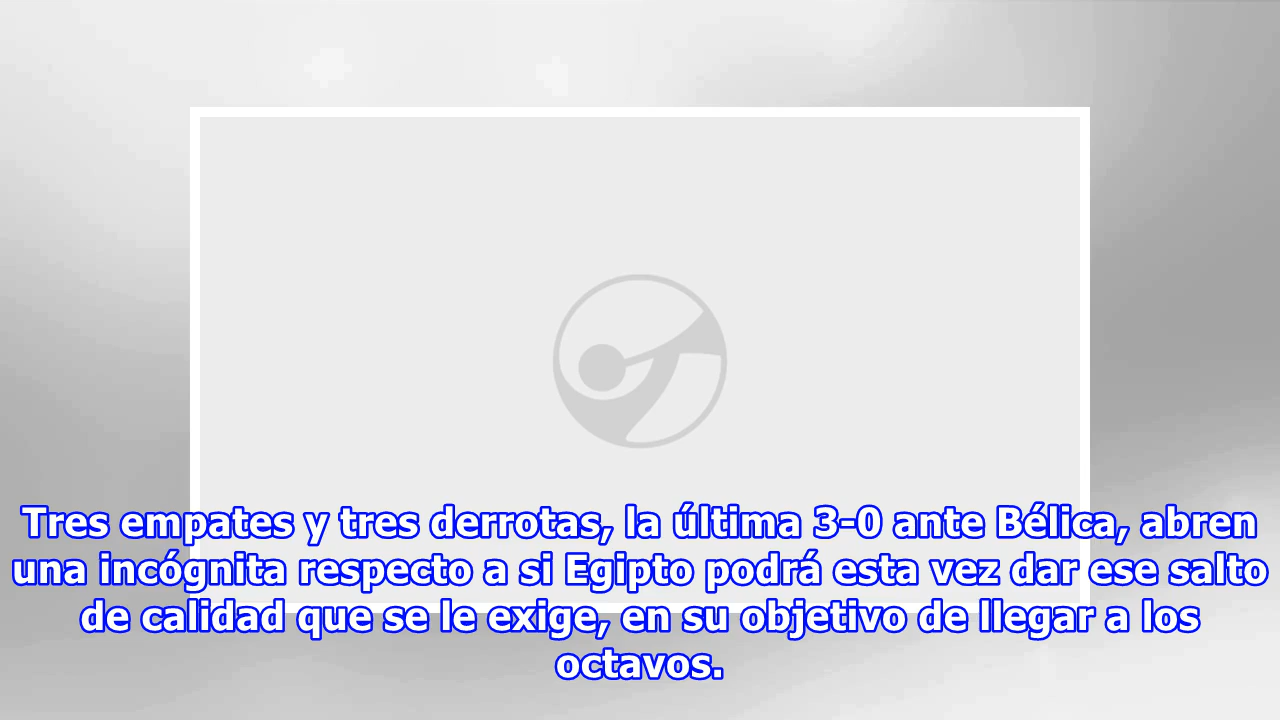 Tres empates y tres derrotas, la última 3-0 ante Bélica, abren
una incógnita respecto a si Egipto podrá esta vez dar ese salto
de calidad que se le exige, en su objetivo de llegar a los
octavos.